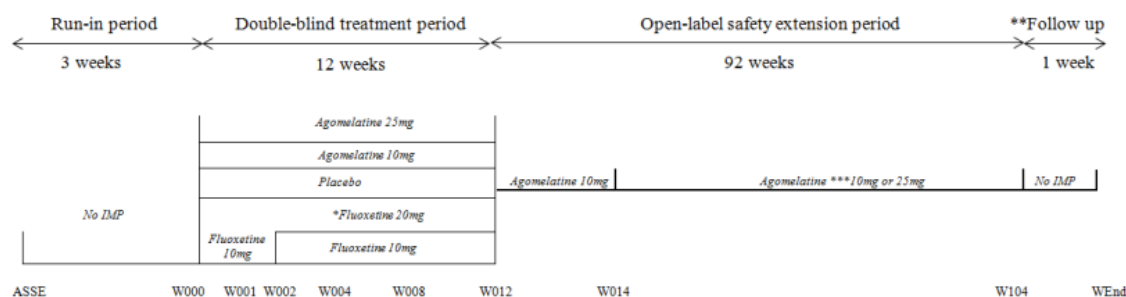 Run-in period Double-blind treatment period Open-label safety extension period **Follow up
3 weeks 12 weeks 92 weeks 1 week
Agomelatine 25mg
Agomelatine 10mg
Placebo Agomelatine 10mg Agomelatine ***10mg or 25mg No IMP
No IMP *Fluoxetine 20mg
Fluoxetine
10mg Fluoxetine 10mg
ASSE W000 W001 W002 W004 W008 W012 W014 W104 WEnd